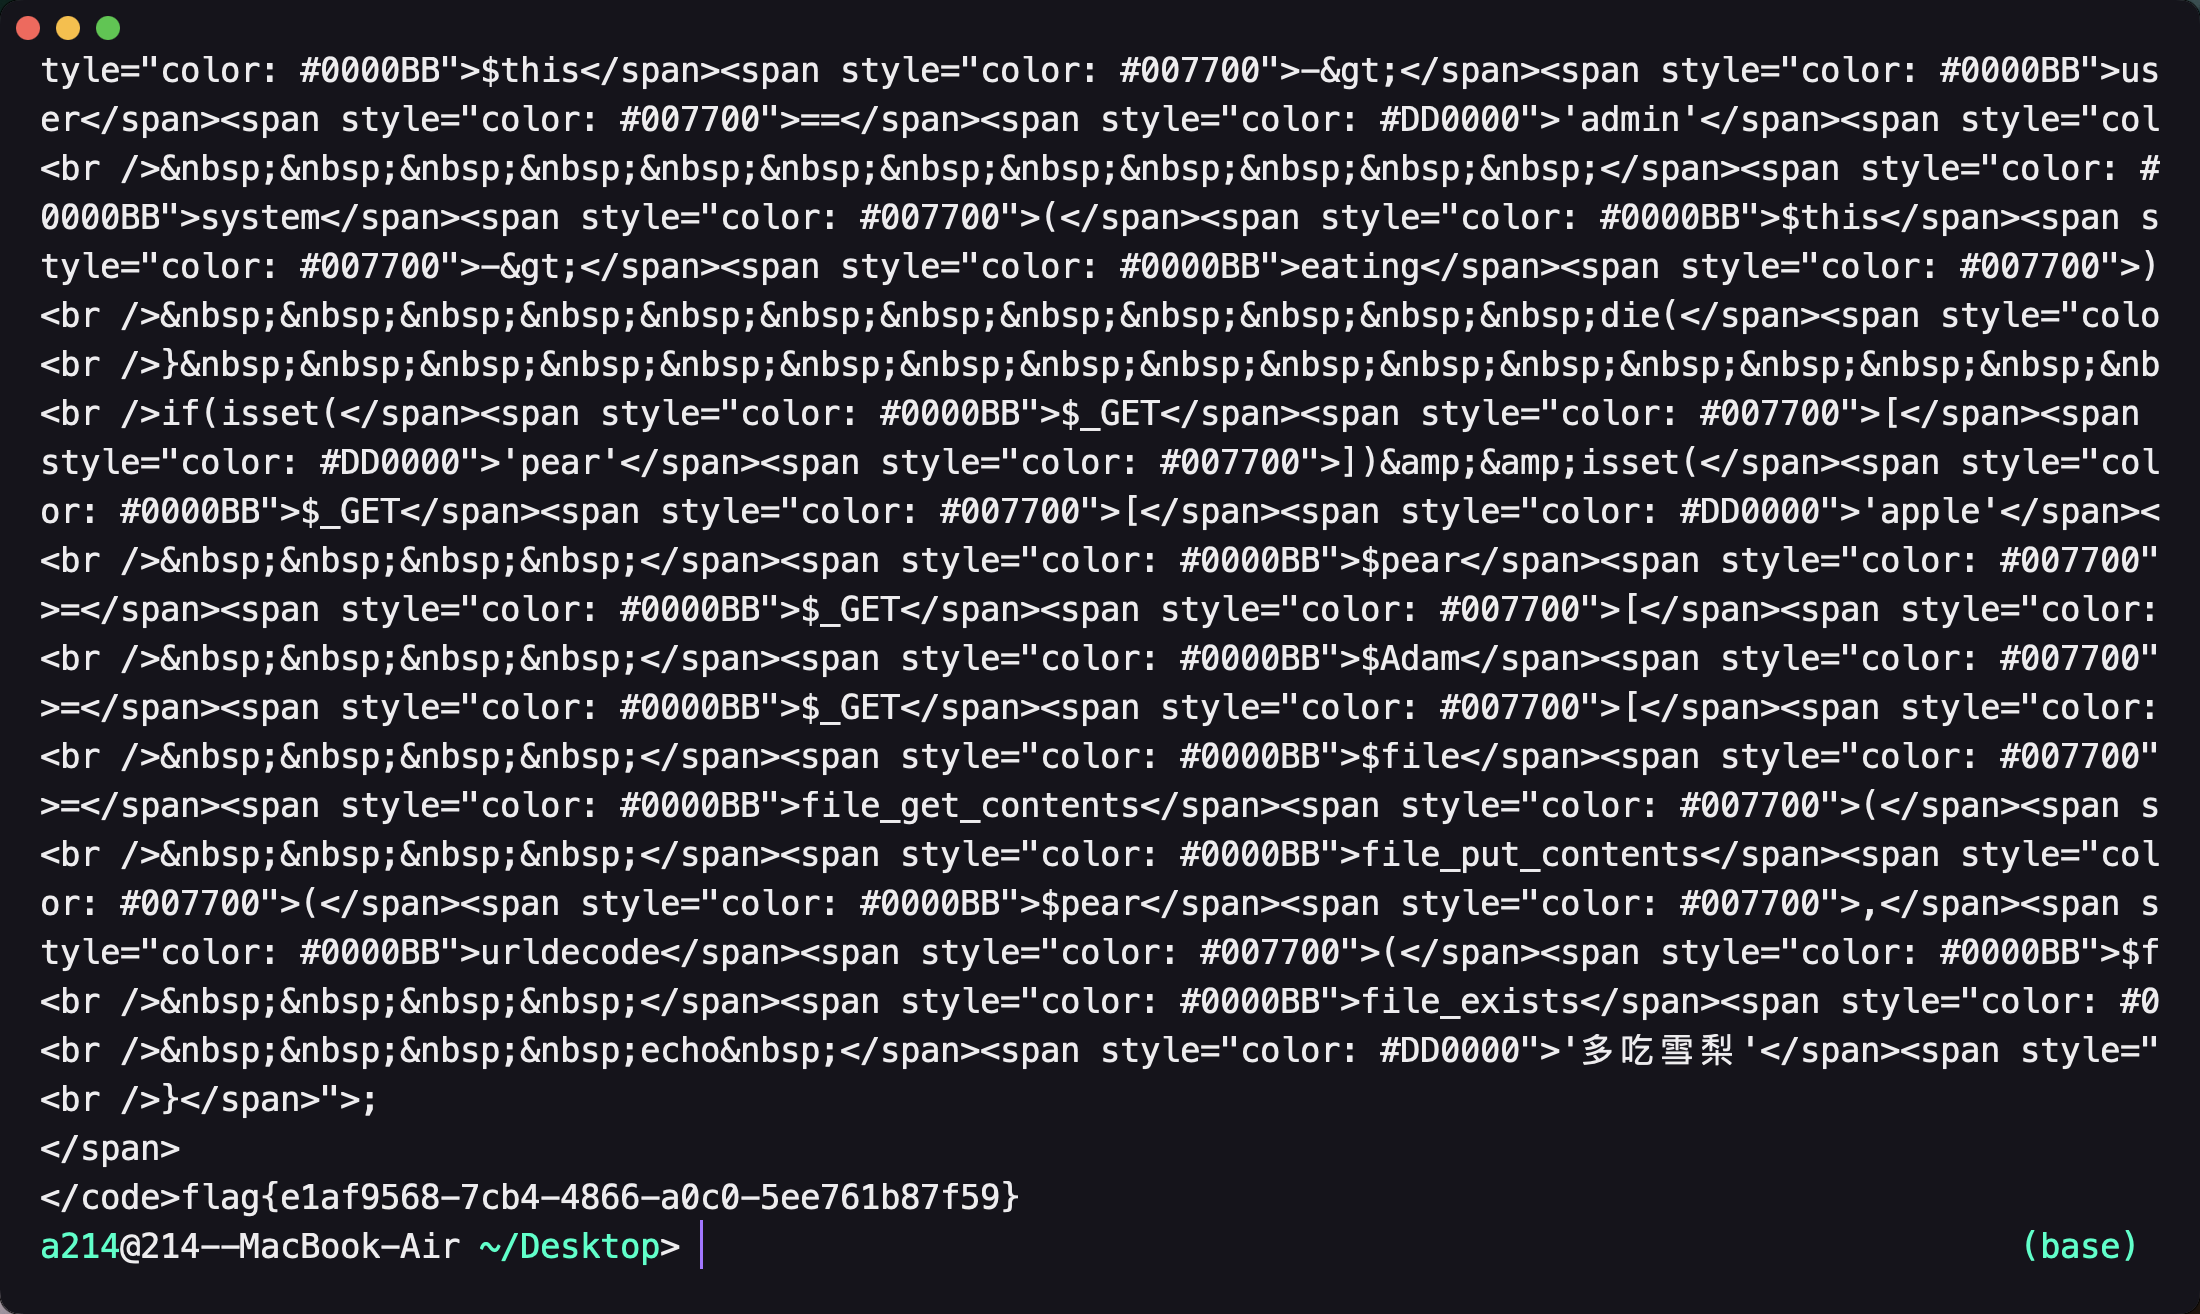 tyle="color: #0000BB">$this</span><span style="color: #007700">-&gt;</span><span style="color: #0000BB">us
er</span><span style="color: #007700">==</span><span style="color: #DD0000">'admin'</span><span style="col
<br />&nbsp;&nbsp;&nbsp;&nbsp;&nbsp;&nbsp;&nbsp;&nbsp;&nbsp;&nbsp;&nbsp;&nbsp;</span><span style="color: #
0000BB">system</span><span style="color: #007700">(</span><span style="color: #0000BB">$this</span><span s
tyle="color: #007700">-&gt;</span><span style="color: #0000BB">eating</span><span style="color: #007700">)
<br />&nbsp;&nbsp;&nbsp;&nbsp;&nbsp;&nbsp;&nbsp;&nbsp;&nbsp;&nbsp;&nbsp;&nbsp;die(</span><span style="colo
<br />}&nbsp;&nbsp;&nbsp;&nbsp;&nbsp;&nbsp;&nbsp;&nbsp;&nbsp;&nbsp;&nbsp;&nbsp;&nbsp;&nbsp;&nbsp;&nbsp;&nb
<br />if(isset(</span><span style="color: #0000BB">$_GET</span><span style="color: #007700">[</span><span
style="color: #DD0000">'pear'</span><span style="color: #007700">])&amp;&amp;isset(</span><span style="col
or: #0000BB">$_GET</span><span style="color: #007700">[</span><span style="color: #DD0000">'apple'</span><
<br />&nbsp;&nbsp;&nbsp;&nbsp;</span><span style="color: #0000BB">$pear</span><span style="color: #007700"
>=</span><span style="color: #0000BB">$_GET</span><span style="color: #007700">[</span><span style="color:
<br />&nbsp;&nbsp;&nbsp;&nbsp;</span><span style="color: #0000BB">$Adam</span><span style="color: #007700"
>=</span><span style="color: #0000BB">$_GET</span><span style="color: #007700">[</span><span style="color:
<br />&nbsp;&nbsp;&nbsp;&nbsp;</span><span style="color: #0000BB">$file</span><span style="color: #007700"
>=</span><span style="color: #0000BB">file_get_contents</span><span style="color: #007700">(</span><span s
<br />&nbsp;&nbsp;&nbsp;&nbsp;</span><span style="color: #0000BB">file_put_contents</span><span style="col
or: #007700">(</span><span style="color: #0000BB">$pear</span><span style="color: #007700">,</span><span s
tyle="color: #0000BB">urldecode</span><span style="color: #007700">(</span><span style="color: #0000BB">$f
<br />&nbsp;&nbsp;&nbsp;&nbsp;</span><span style="color: #0000BB">file_exists</span><span style="color: #0
<br />&nbsp;&nbsp;&nbsp;&nbsp;echo&nbsp;</span><span style="color: #DD0000">'多吃雪梨'</span><span style="
<br />}</span>">;
</span>
</code>flag{e1af9568-7cb4-4866-a0c0-5ee761b87f59}
a214@214--MacBook-Air ~/Desktop> (base)